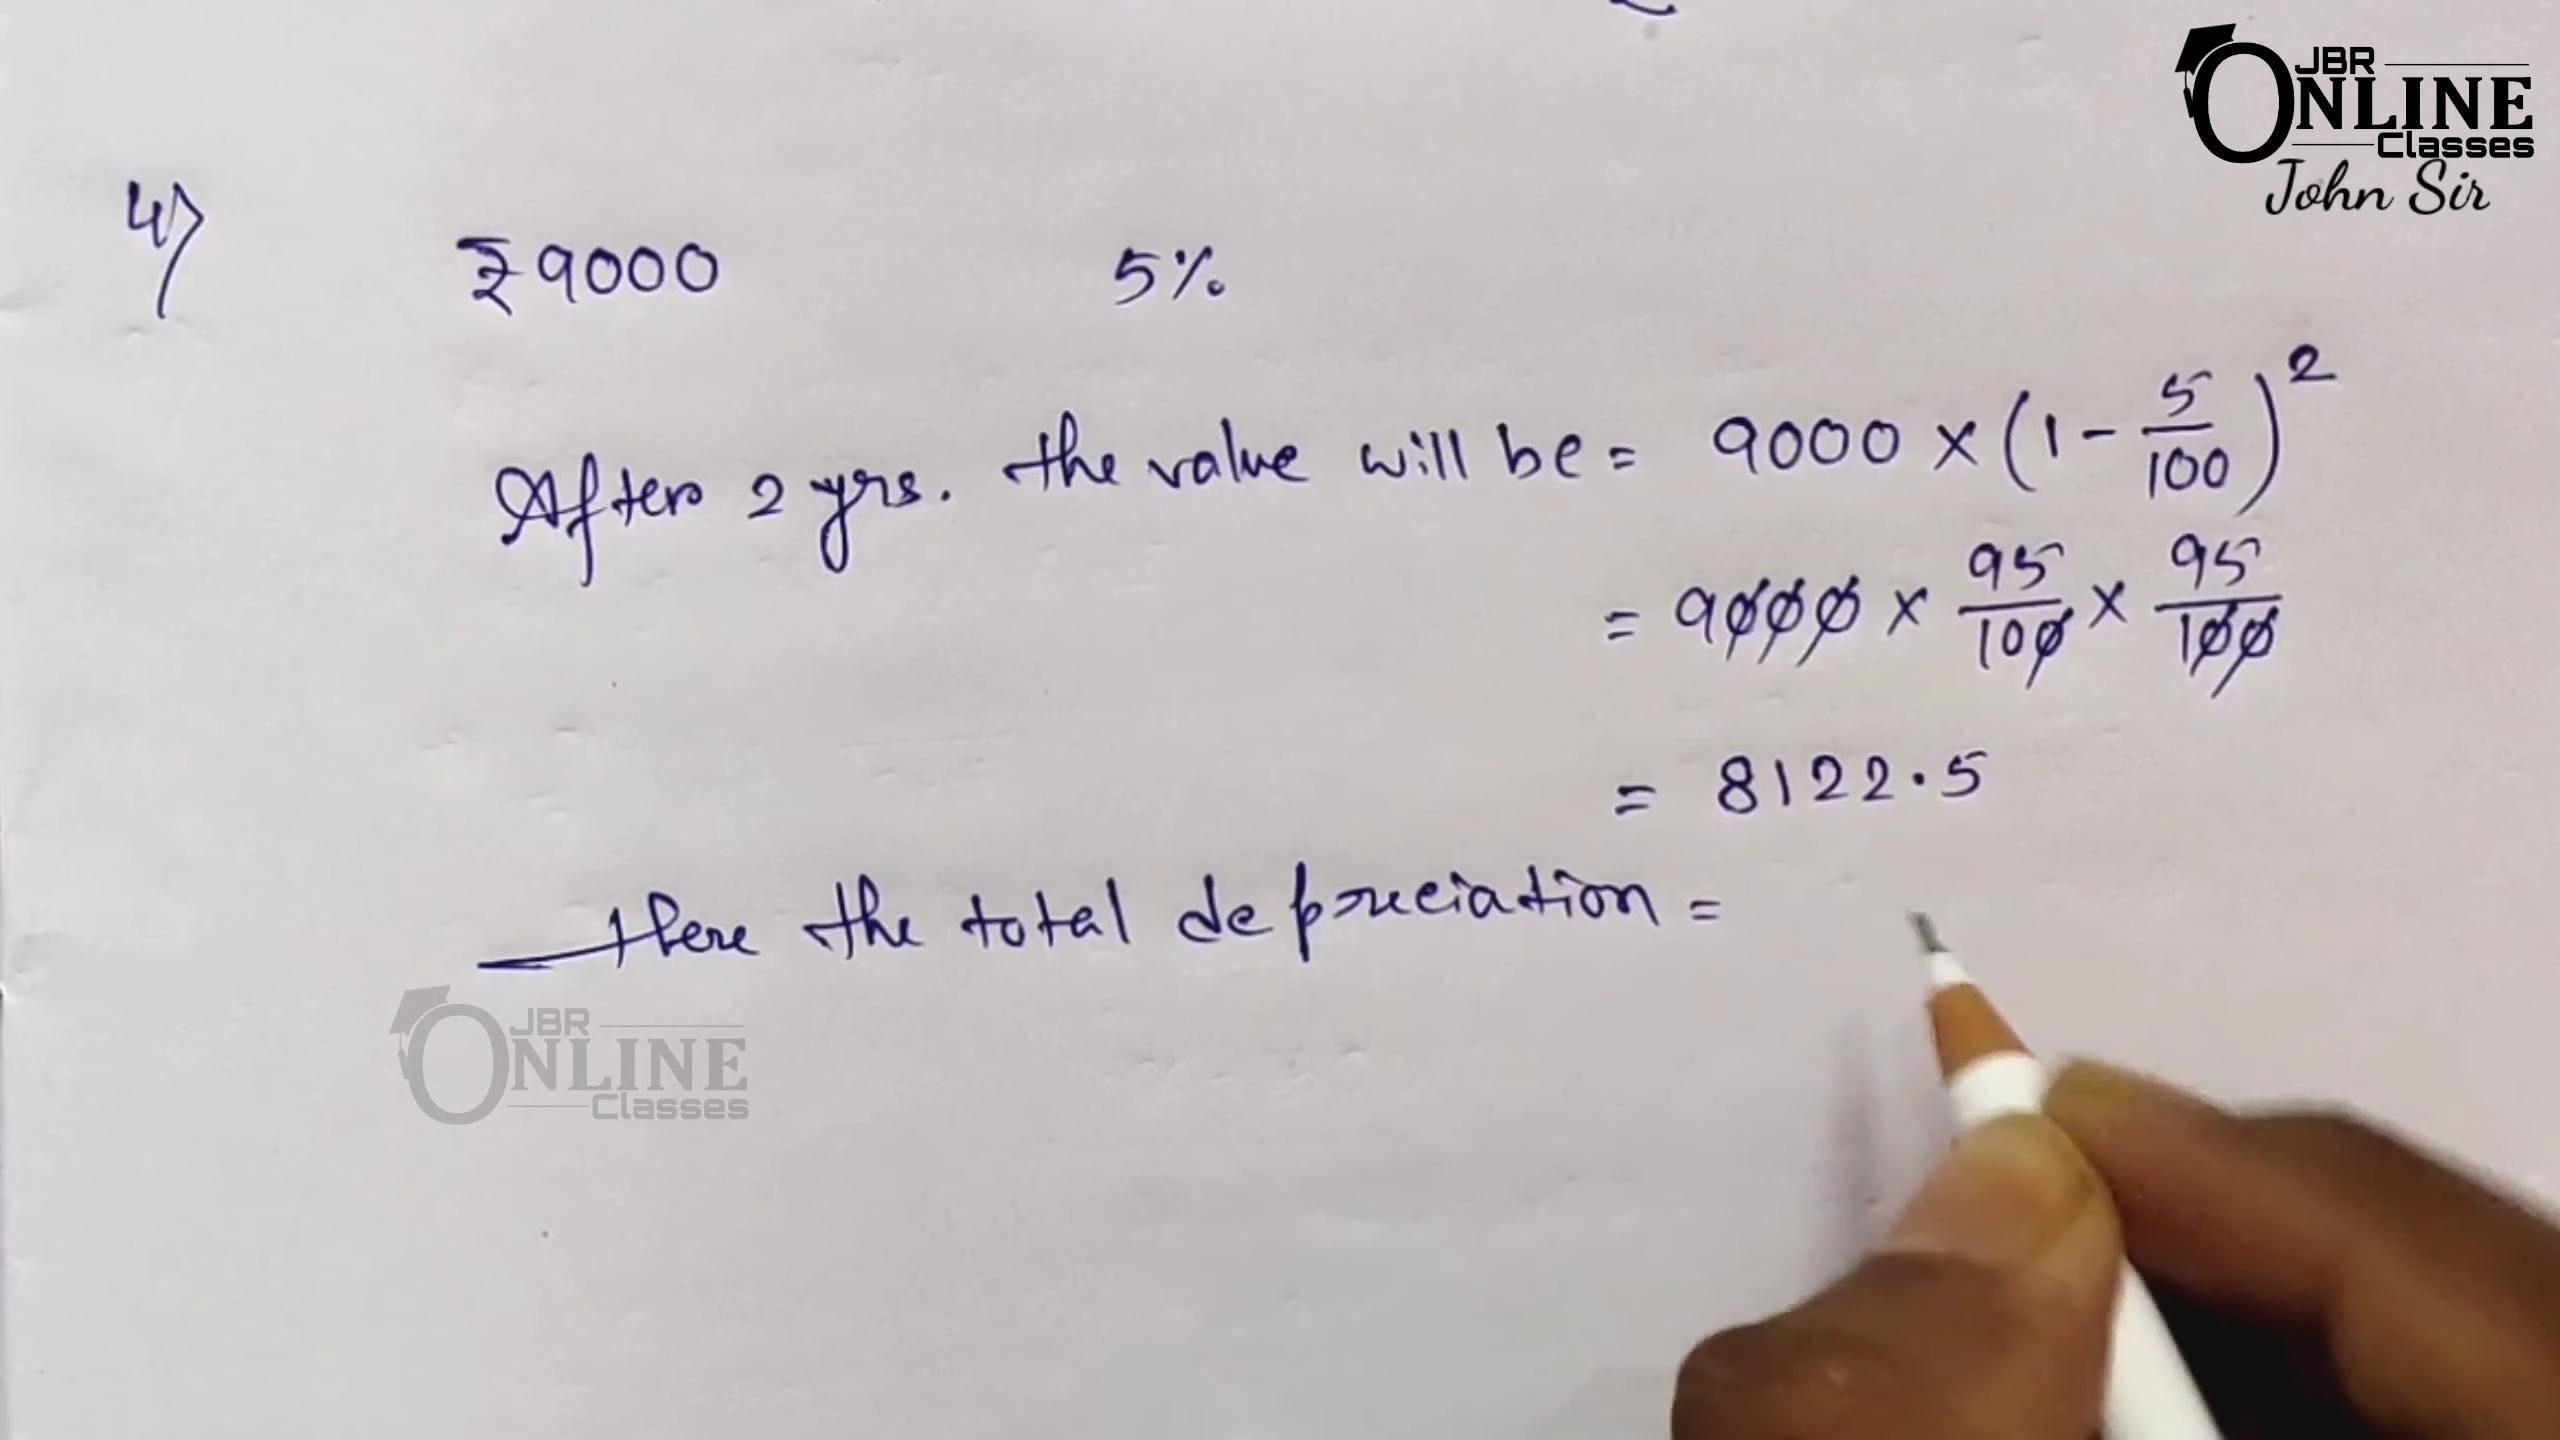 JBR
ONLINE
Classes
John Sir
4)
₹9000 5%
After 2 yrs. the value will be = 9000 × (1 - 5/100)²
= 9000 × 95/100 × 95/100
= 8122.5
Here the total depreciation =
JBR
ONLINE
Classes